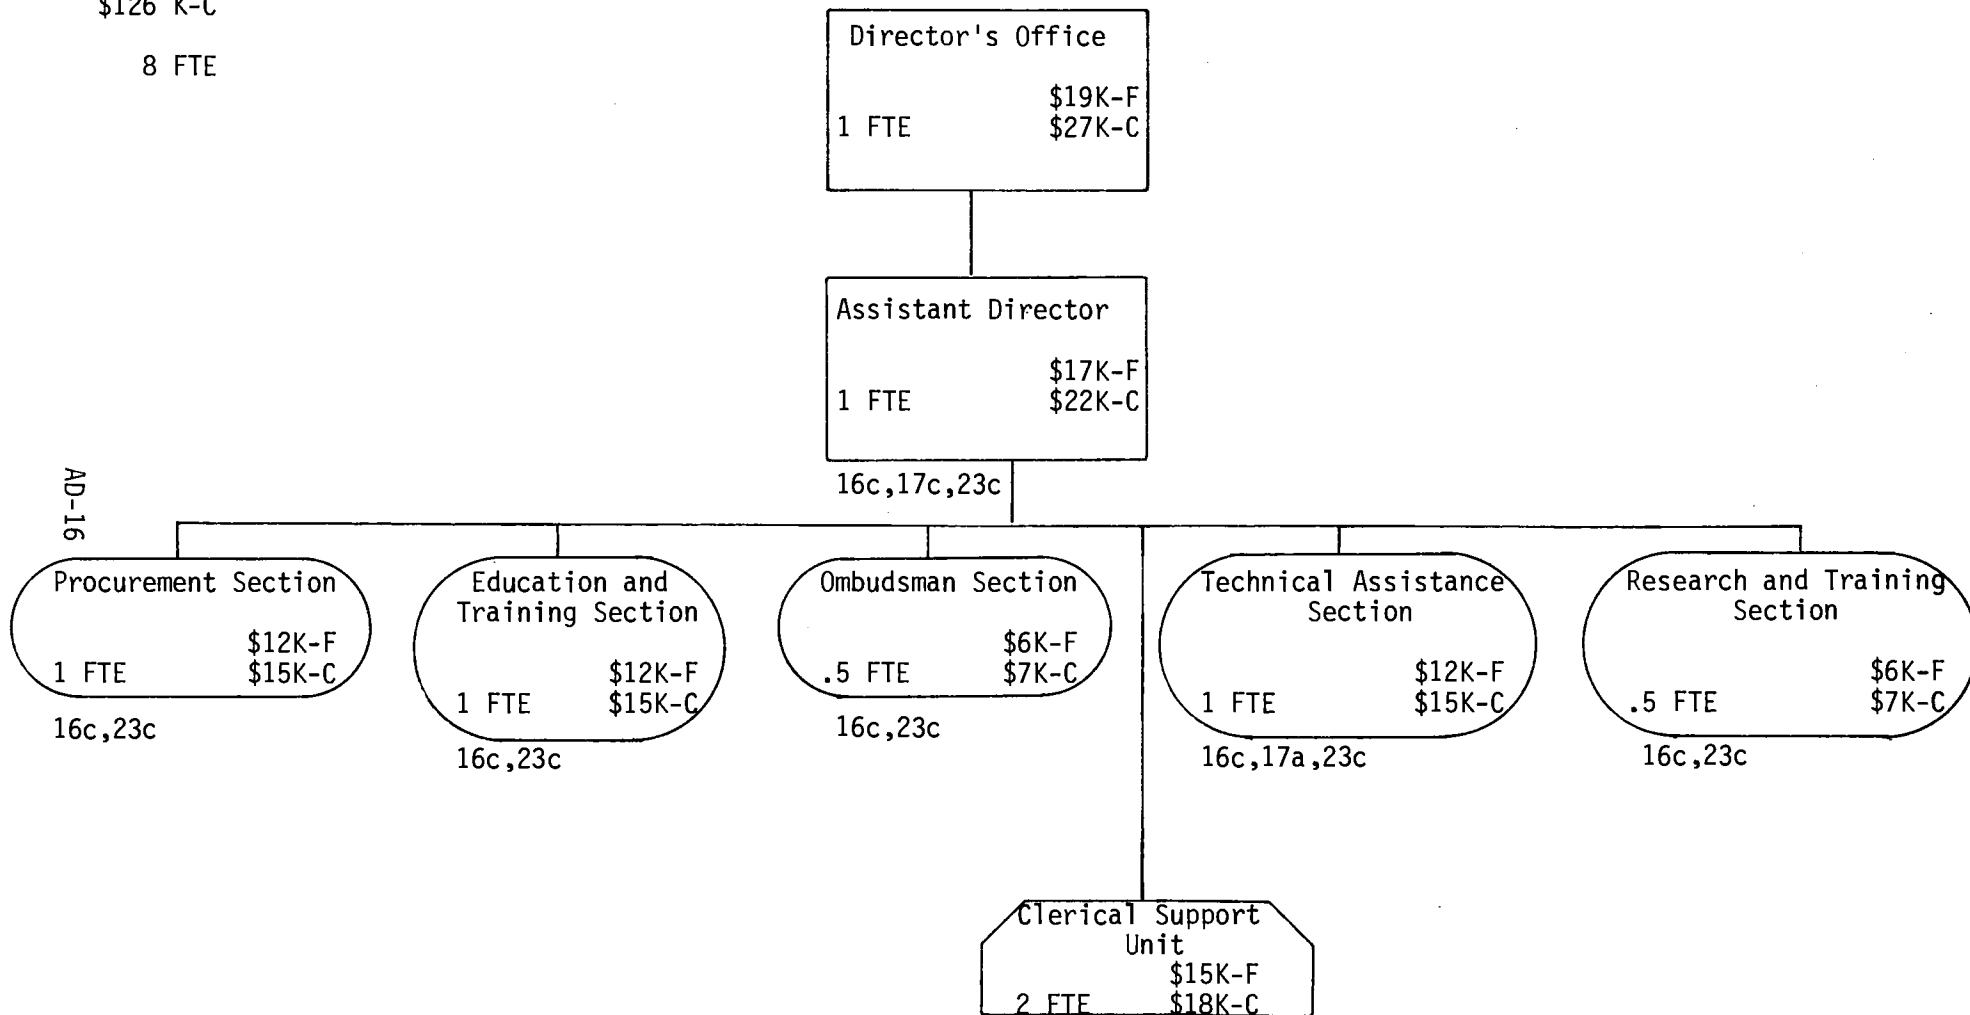 $126 K-C
8 FTE
Director's Office
$19K-F
1 FTE $27K-C
Assistant Director
$17K-F
1 FTE $22K-C
16c,17c,23c
AD-16
Procurement Section
$12K-F
1 FTE $15K-C
16c,23c
Education and
Training Section
$12K-F
1 FTE $15K-C
16c,23c
Ombudsman Section
$6K-F
.5 FTE $7K-C
16c,23c
Technical Assistance
Section
$12K-F
1 FTE $15K-C
16c,17a,23c
Research and Training
Section
$6K-F
.5 FTE $7K-C
16c,23c
Clerical Support
Unit
$15K-F
2 FTE $18K-C